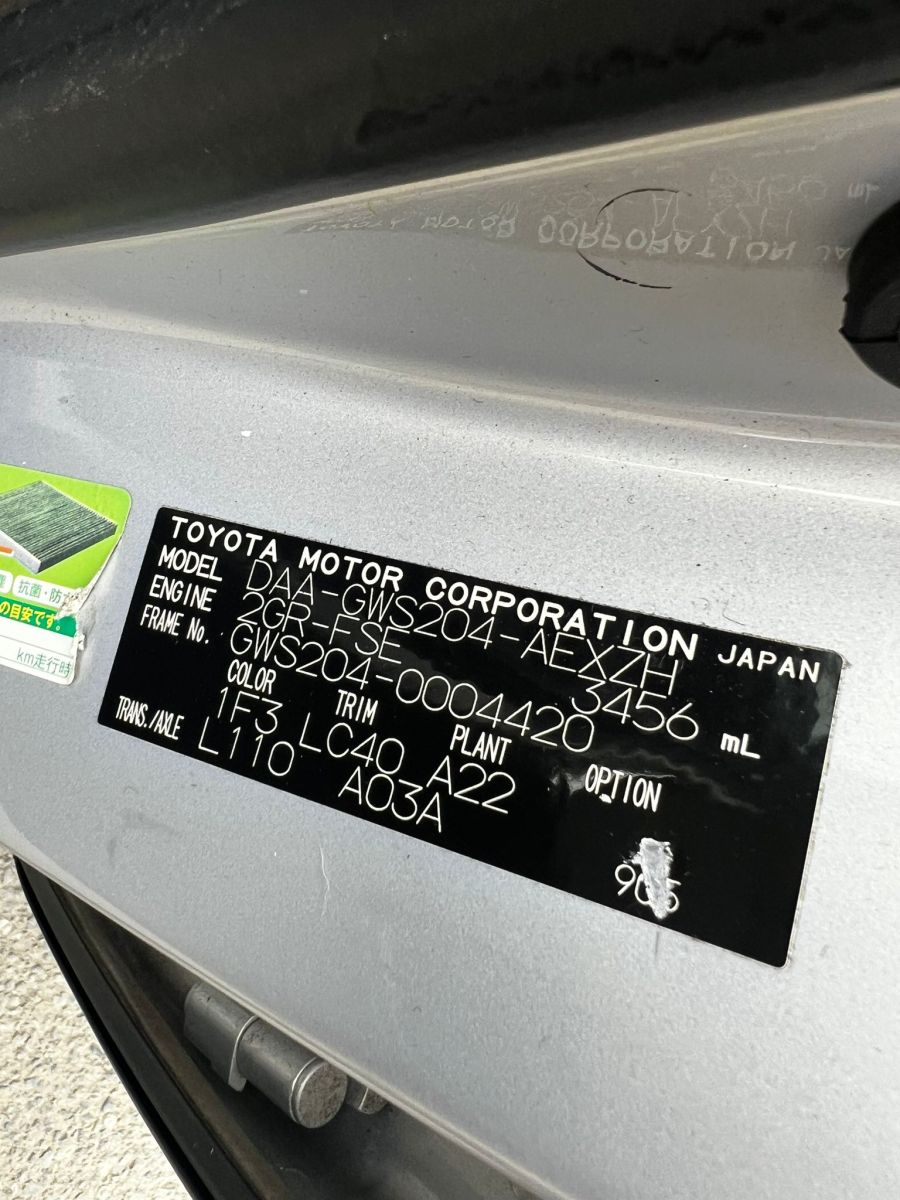 TOYOTA MOTOR CORPORATION JAPAN
MODEL DAA-GWS204-AEXZH
ENGINE 2GR-FSE 3456 mL
FRAME No. GWS204-0004420
COLOR TRIM PLANT OPTION
1F3 LC40 A22
TRANS./AXLE L110 A03A
抗菌・防
の目安です。
km走行時